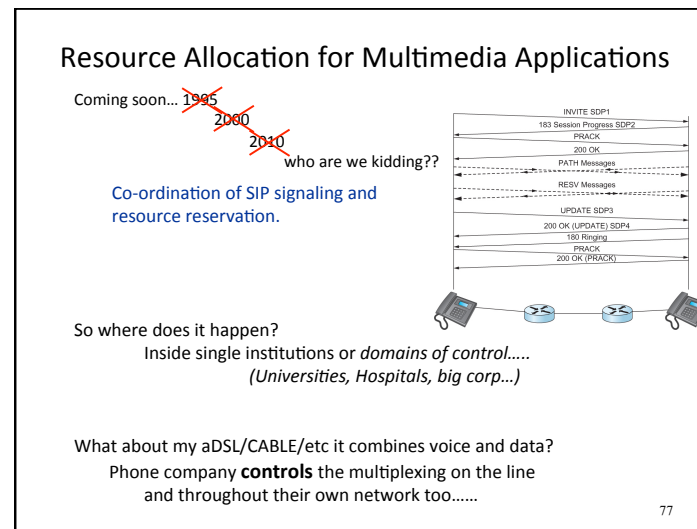 Resource Allocation for Multimedia Applications
Coming soon… 1995
2000
2010
who are we kidding??
Co-ordination of SIP signaling and
resource reservation.
INVITE SDP1
183 Session Progress SDP2
PRACK
200 OK
PATH Messages
RESV Messages
UPDATE SDP3
200 OK (UPDATE) SDP4
180 Ringing
PRACK
200 OK (PRACK)
So where does it happen?
Inside single institutions or domains of control…..
(Universities, Hospitals, big corp…)
What about my aDSL/CABLE/etc it combines voice and data?
Phone company controls the multiplexing on the line
and throughout their own network too……
77